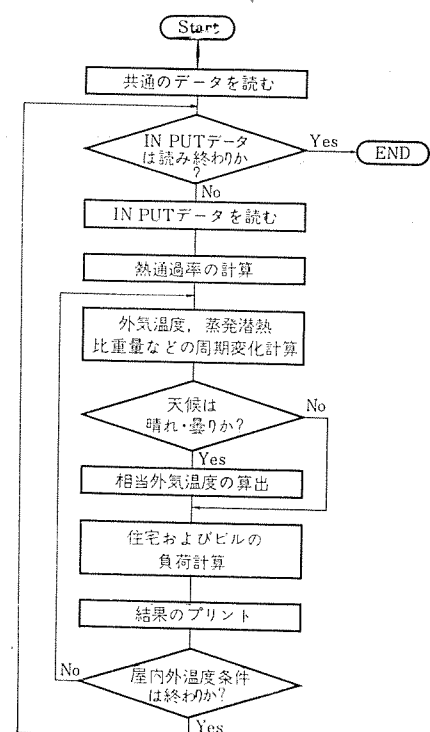 Start
共通のデータを読む
IN PUTデータ
は読み終わりか
?
Yes
END
No
IN PUTデータを読む
熱通過率の計算
外気温度，蒸発潜熱
比重量などの周期変化計算
天候は
晴れ・曇りか?
No
Yes
相当外気温度の算出
住宅およびビルの
負荷計算
結果のプリント
No
屋内外温度条件
は終わりか?
Yes